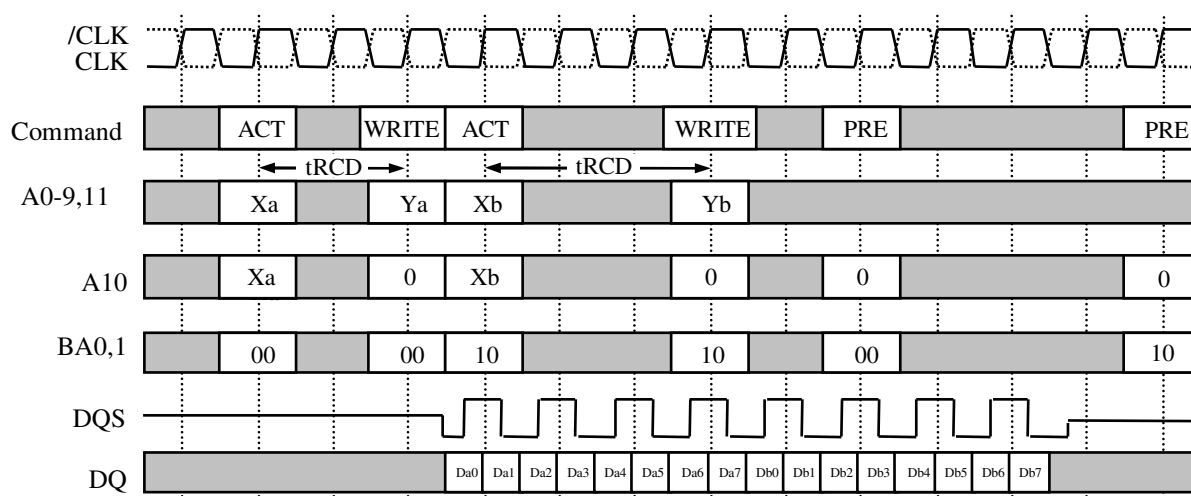 /CLK
CLK
Command ACT WRITE ACT WRITE PRE PRE
tRCD tRCD
A0-9,11 Xa Ya Xb Yb
A10 Xa 0 Xb 0 0 0
BA0,1 00 00 10 10 00 10
DQS
DQ Da0 Da1 Da2 Da3 Da4 Da5 Da6 Da7 Db0 Db1 Db2 Db3 Db4 Db5 Db6 Db7